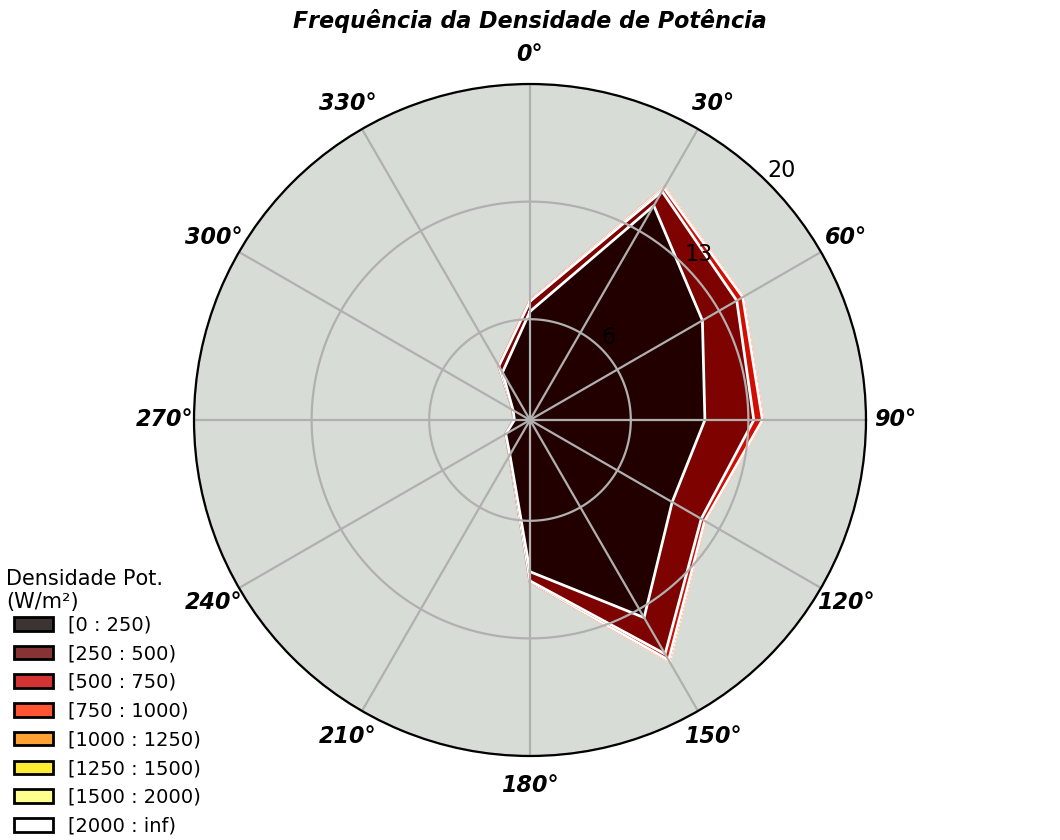 Frequência da Densidade de Potência
0°
330°
30°
20
300°
60°
13
6
270°
90°
240°
120°
210°
150°
180°
Densidade Pot.
(W/m²)
[0 : 250)
[250 : 500)
[500 : 750)
[750 : 1000)
[1000 : 1250)
[1250 : 1500)
[1500 : 2000)
[2000 : inf)